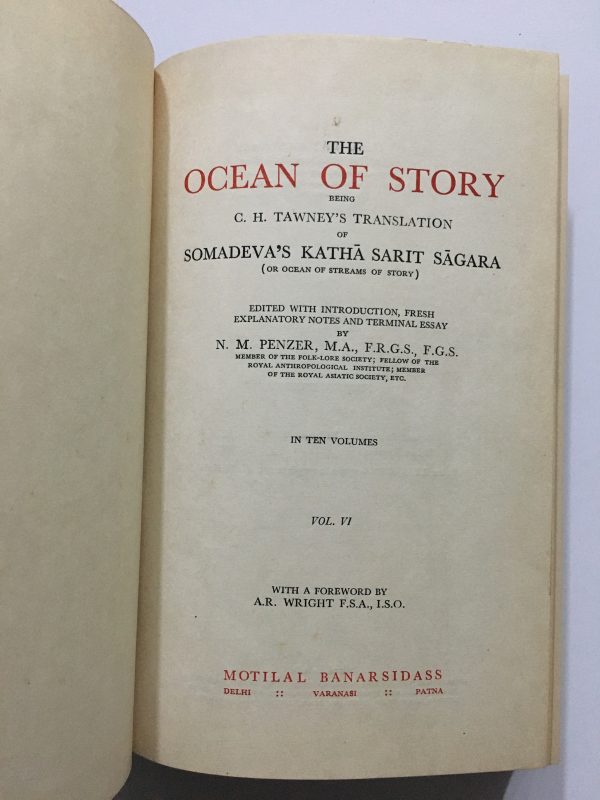 THE
OCEAN OF STORY
BEING
C. H. TAWNEY'S TRANSLATION
OF
SOMADEVA'S KATHĀ SARIT SĀGARA
(OR OCEAN OF STREAMS OF STORY)
EDITED WITH INTRODUCTION, FRESH
EXPLANATORY NOTES AND TERMINAL ESSAY
BY
N. M. PENZER, M.A., F.R.G.S., F.G.S.
MEMBER OF THE FOLK-LORE SOCIETY; FELLOW OF THE
ROYAL ANTHROPOLOGICAL INSTITUTE; MEMBER
OF THE ROYAL ASIATIC SOCIETY, ETC.
IN TEN VOLUMES
VOL. VI
WITH A FOREWORD BY
A.R. WRIGHT F.S.A., I.S.O.
MOTILAL BANARSIDASS
DELHI :: VARANASI :: PATNA